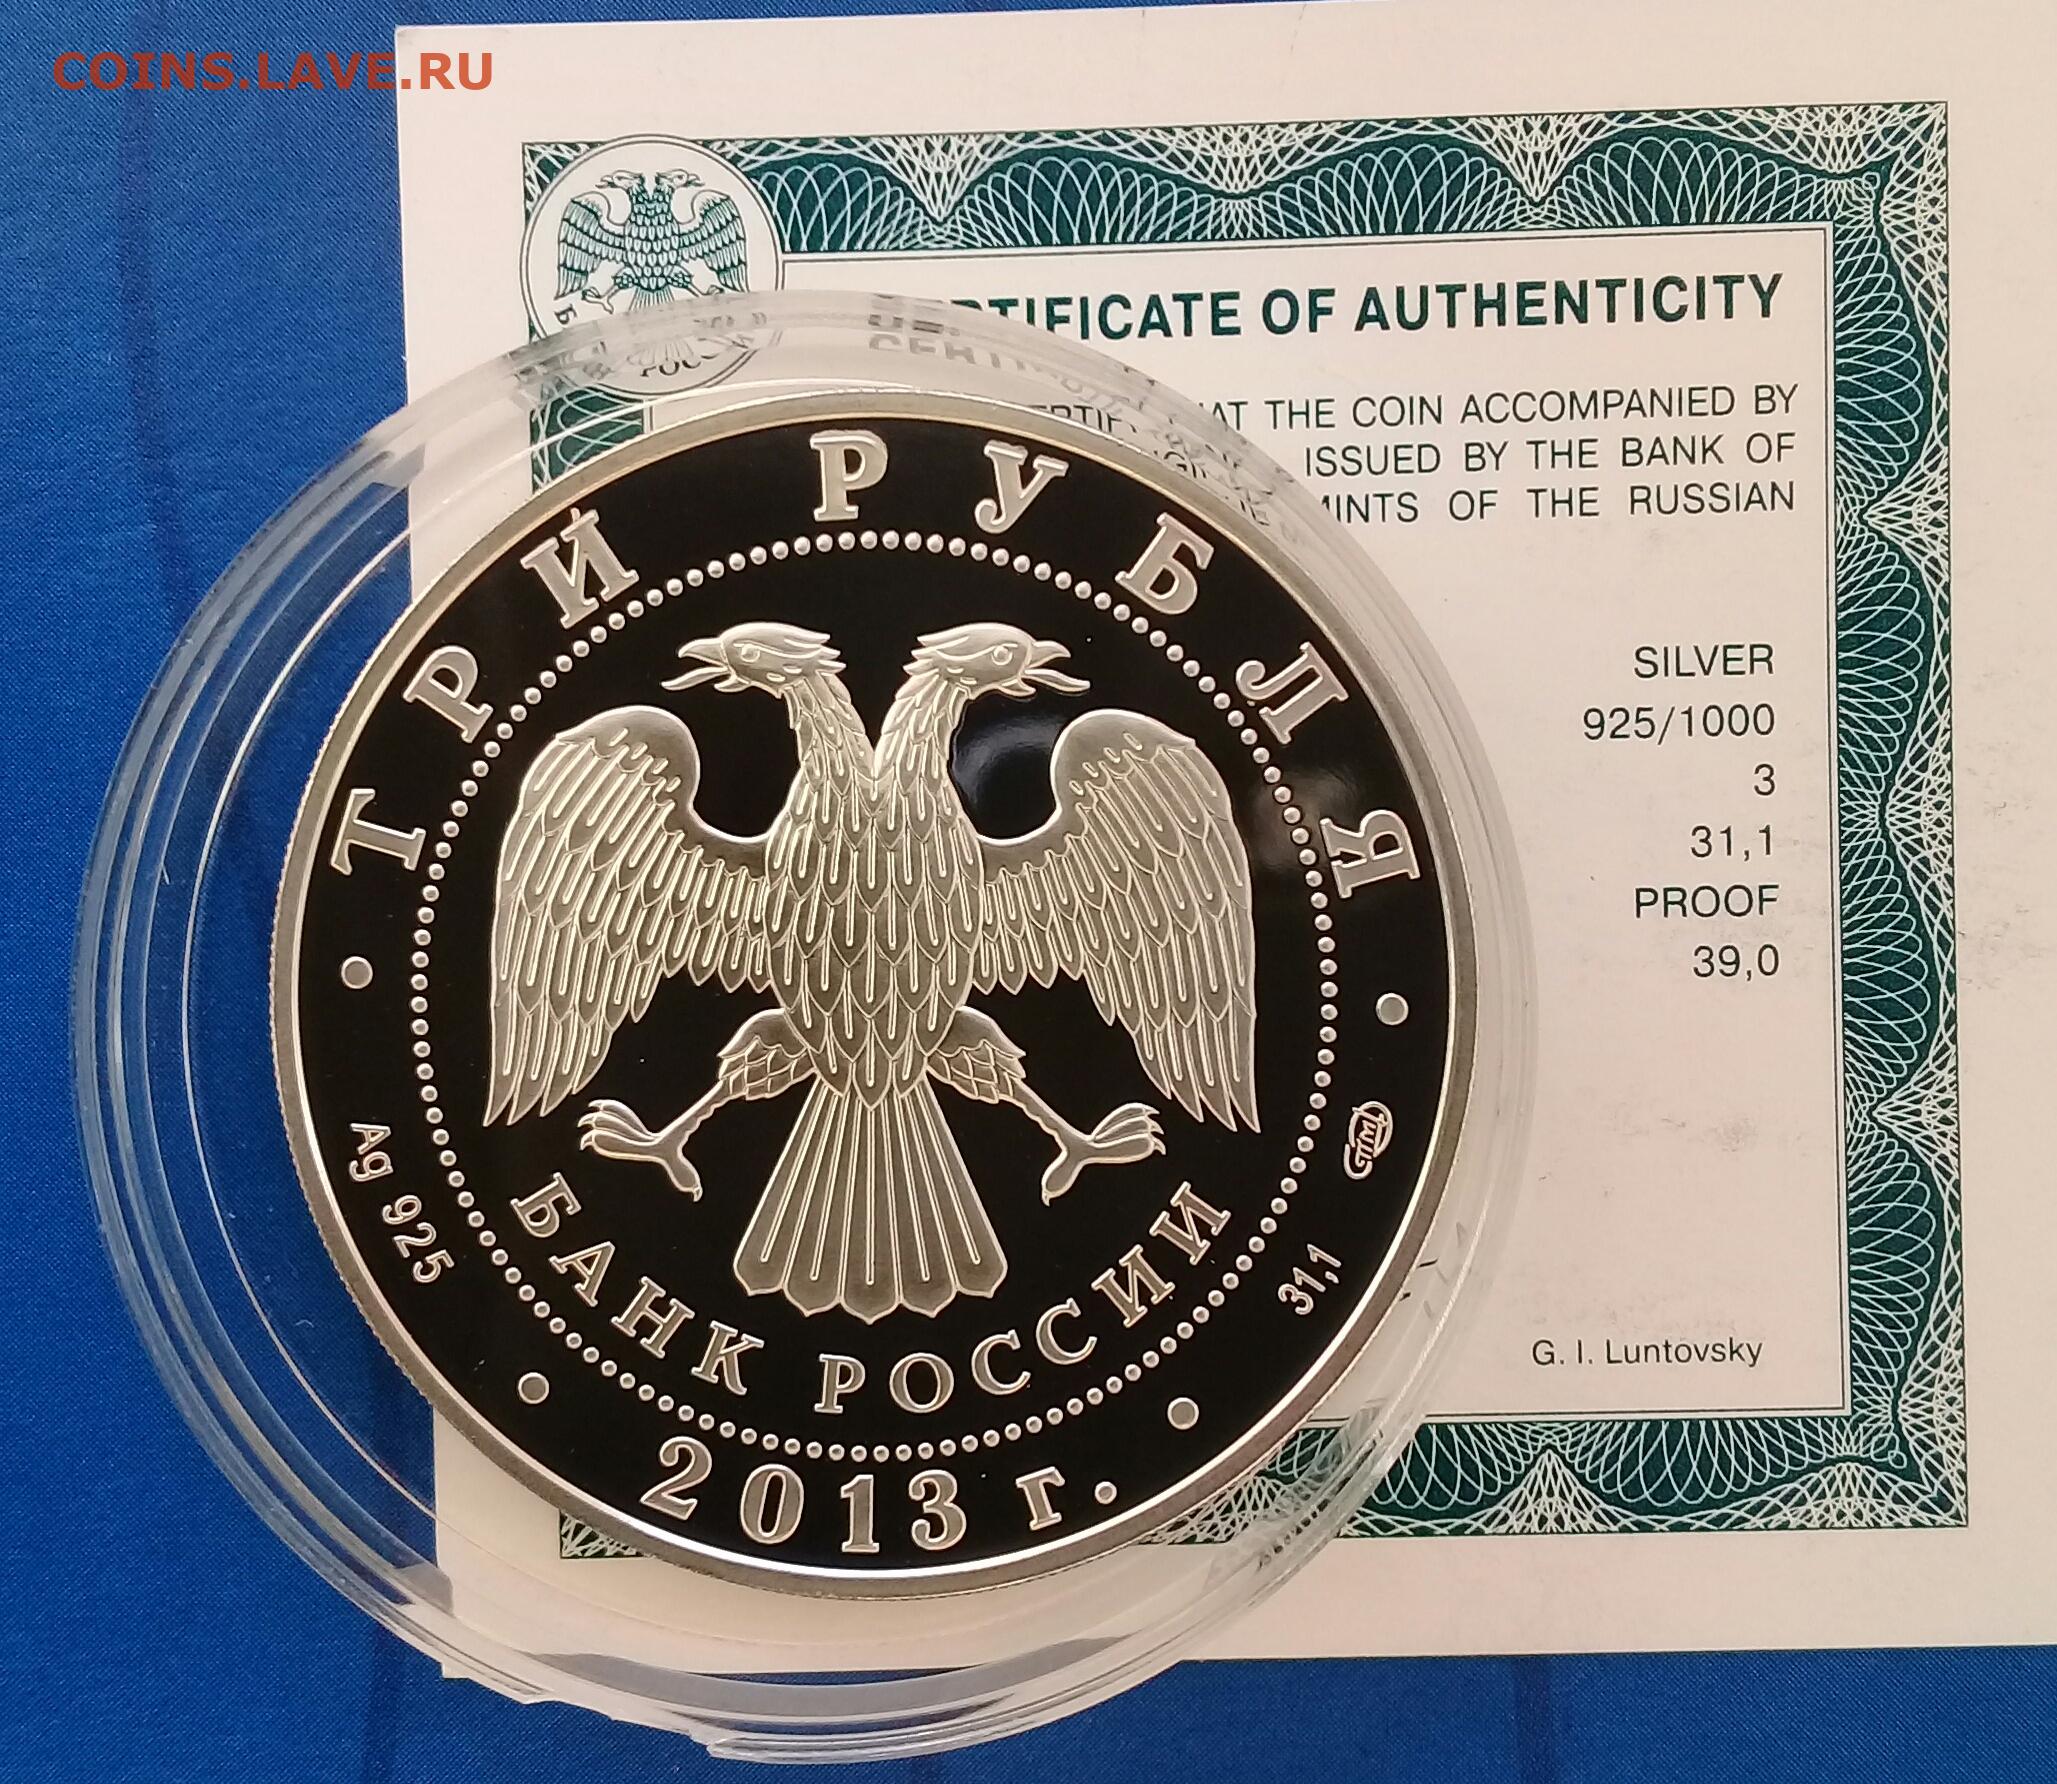 COINS.LAVE.RU
CERTIFICATE OF AUTHENTICITY
THE COIN ACCOMPANIED BY
ISSUED BY THE BANK OF
MINTS OF THE RUSSIAN
SILVER
925/1000
3
31,1
PROOF
39,0
G. I. Luntovsky
ТРИ РУБЛЯ
Ag 925
31,1
БАНК РОССИИ
2013 г.